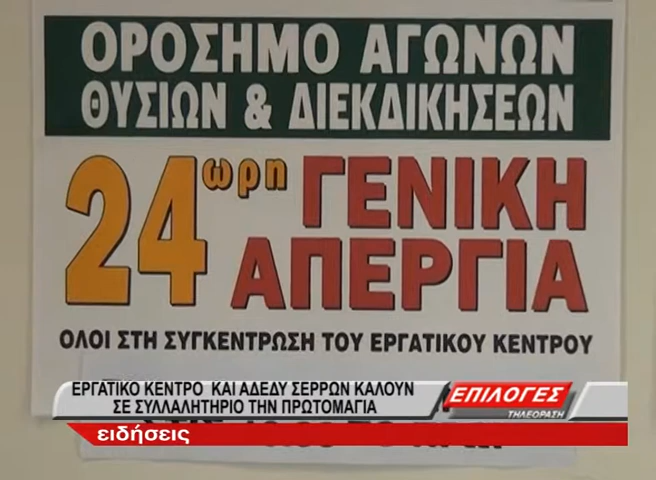 ΟΡΟΣΗΜΟ ΑΓΩΝΩΝ
ΘΥΣΙΩΝ & ΔΙΕΚΔΙΚΗΣΕΩΝ
24ωρη ΓΕΝΙΚΗ
ΑΠΕΡΓΙΑ
ΟΛΟΙ ΣΤΗ ΣΥΓΚΕΝΤΡΩΣΗ ΤΟΥ ΕΡΓΑΤΙΚΟΥ ΚΕΝΤΡΟΥ
ΕΡΓΑΤΙΚΟ ΚΕΝΤΡΟ ΚΑΙ ΑΔΕΔΥ ΣΕΡΡΩΝ ΚΑΛΟΥΝ
ΣΕ ΣΥΛΛΑΛΗΤΗΡΙΟ ΤΗΝ ΠΡΩΤΟΜΑΓΙΑ
ΕΠΙΛΟΓΕΣ
ΤΗΛΕΟΡΑΣΗ
ειδήσεις